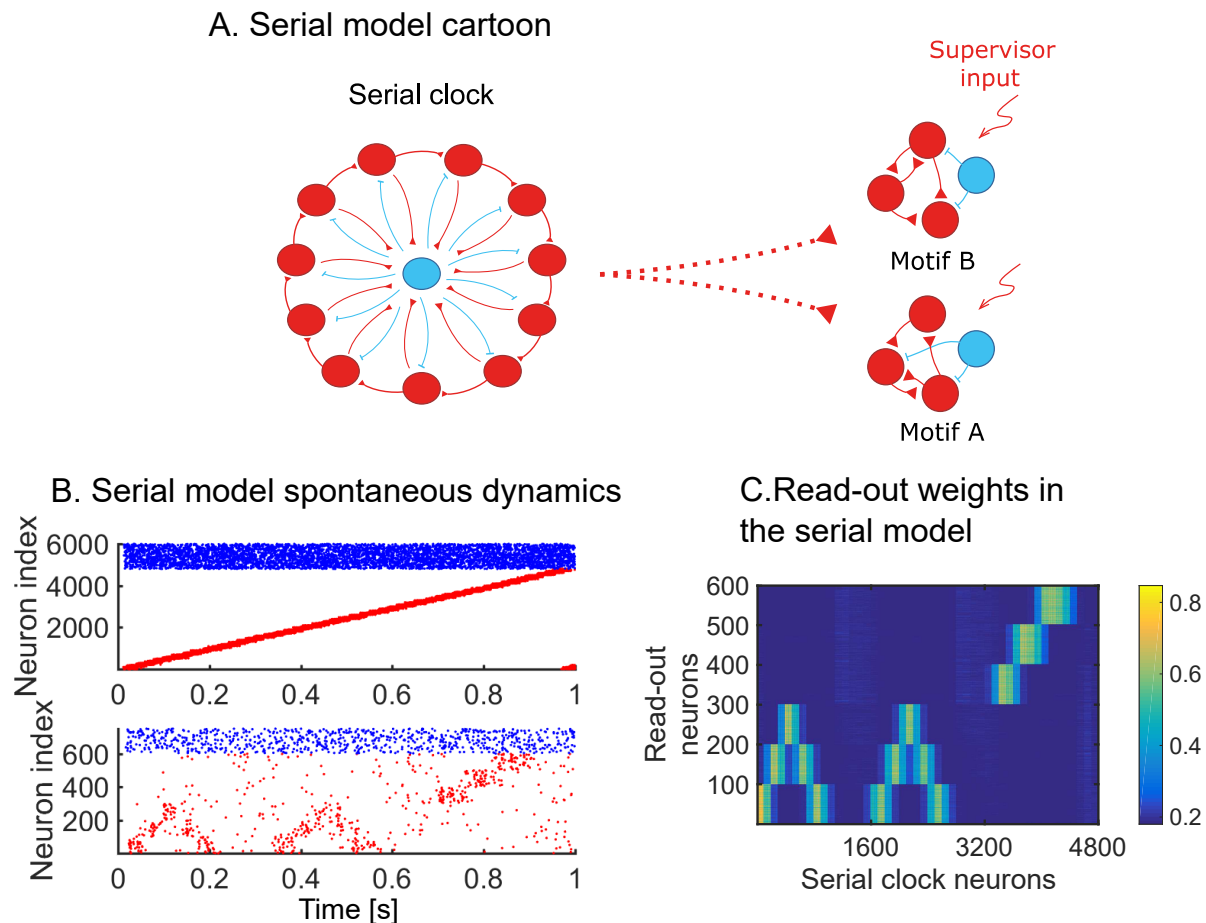 A. Serial model cartoon
Serial clock
Supervisor
input
Motif B
Motif A
B. Serial model spontaneous dynamics
Neuron index
6000
4000
2000
0
0.2
0.4
0.6
0.8
1
Neuron index
600
400
200
0
0.2
0.4
0.6
0.8
1
Time [s]
C.Read-out weights in
the serial model
Read-out
neurons
600
500
400
300
200
100
1600
3200
4800
Serial clock neurons
0.8
0.6
0.4
0.2